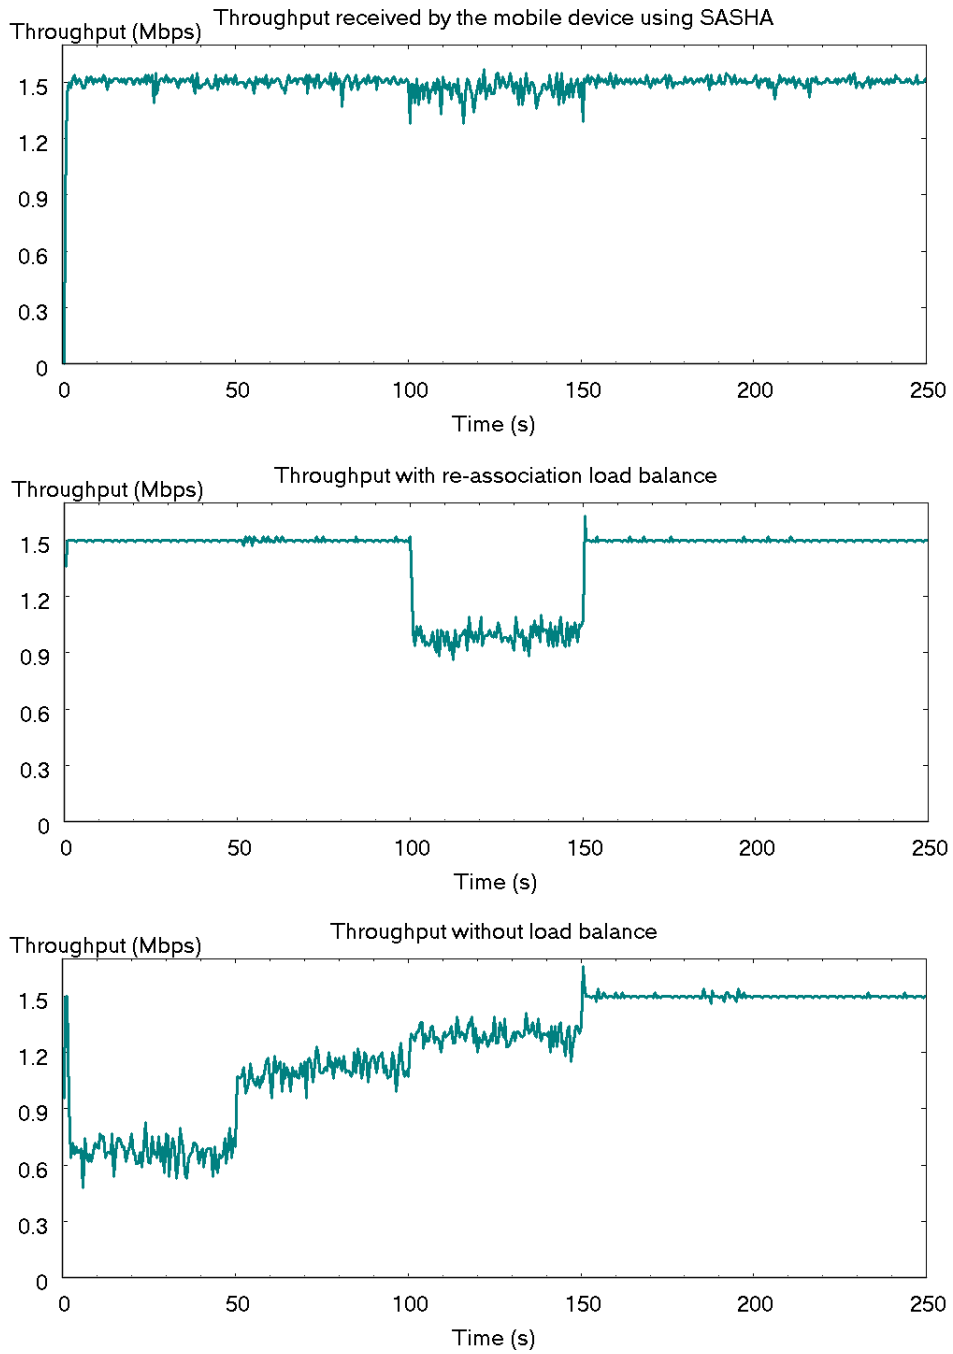 Throughput received by the mobile device using SASHA
Throughput (Mbps)
1.5
1.2
0.9
0.6
0.3
0
0 50 100 150 200 250
Time (s)
Throughput with re-association load balance
Throughput (Mbps)
1.5
1.2
0.9
0.6
0.3
0
0 50 100 150 200 250
Time (s)
Throughput without load balance
Throughput (Mbps)
1.5
1.2
0.9
0.6
0.3
0
0 50 100 150 200 250
Time (s)